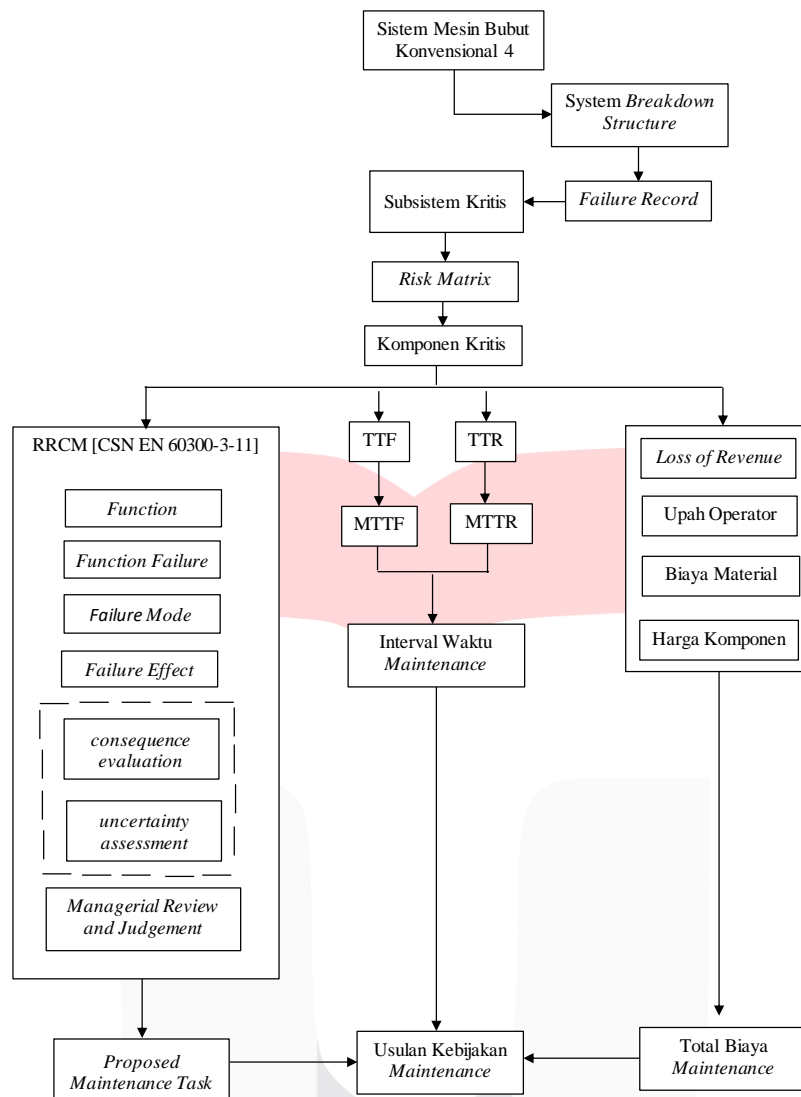 Sistem Mesin Bubut
Konvensional 4
System Breakdown
Structure
Subsistem Kritis
Failure Record
Risk Matrix
Komponen Kritis
RRCM [CSN EN 60300-3-11]
Function
Function Failure
Failure Mode
Failure Effect
consequence
evaluation
uncertainty
assessment
Managerial Review
and Judgement
TTF
TTR
MTTF
MTTR
Interval Waktu
Maintenance
Loss of Revenue
Upah Operator
Biaya Material
Harga Komponen
Proposed
Maintenance Task
Usulan Kebijakan
Maintenance
Total Biaya
Maintenance